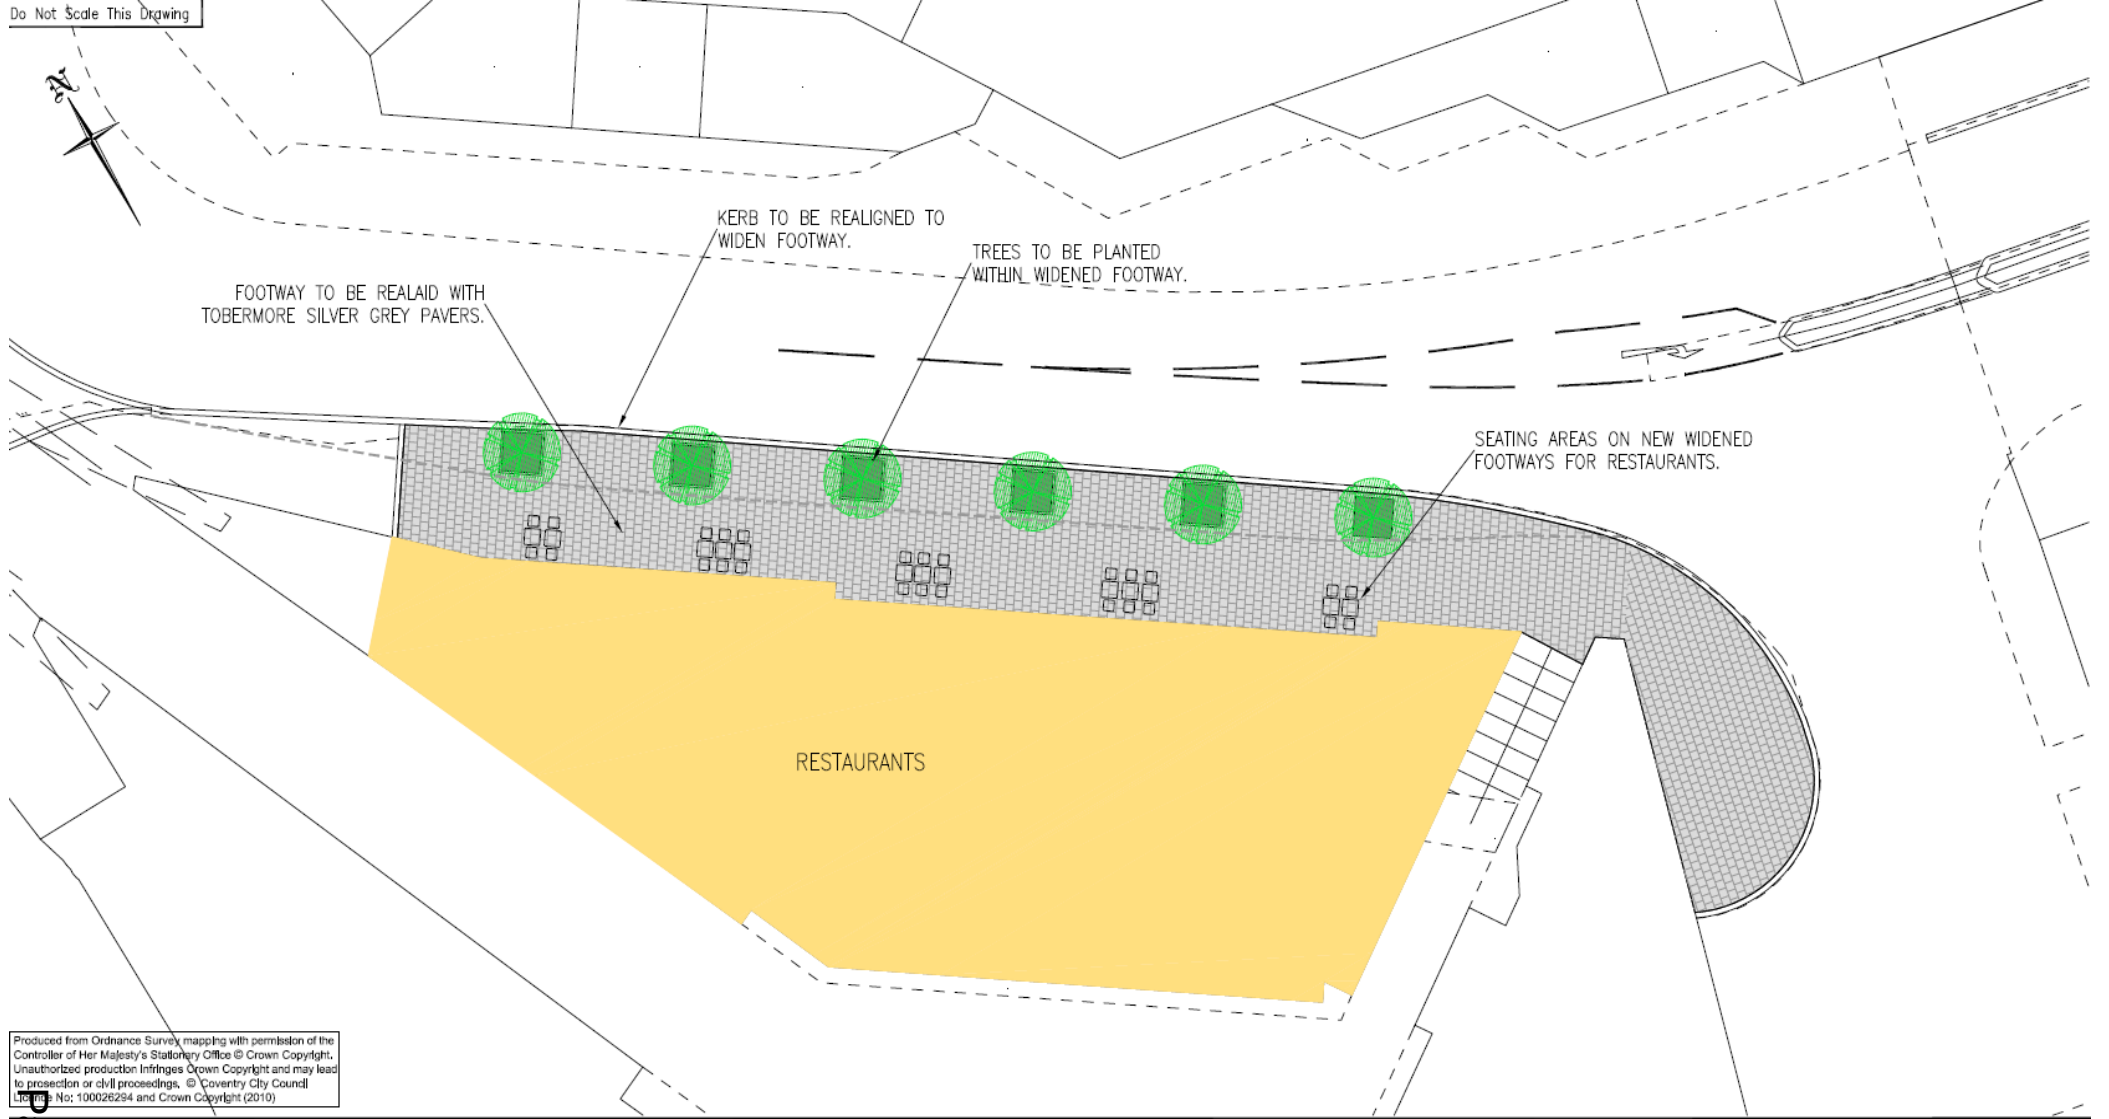 Do Not Scale This Drawing
N
KERB TO BE REALIGNED TO
WIDEN FOOTWAY.
TREES TO BE PLANTED
WITHIN WIDENED FOOTWAY.
FOOTWAY TO BE REALAID WITH
TOBERMORE SILVER GREY PAVERS.
SEATING AREAS ON NEW WIDENED
FOOTWAYS FOR RESTAURANTS.
RESTAURANTS
Produced from Ordnance Survey mapping with permission of the
Controller of Her Majesty's Stationary Office © Crown Copyright.
Unauthorized production infringes Crown Copyright and may lead
to prosection or civil proceedings. © Coventry City Council
Licence No: 100026294 and Crown Copyright (2010)